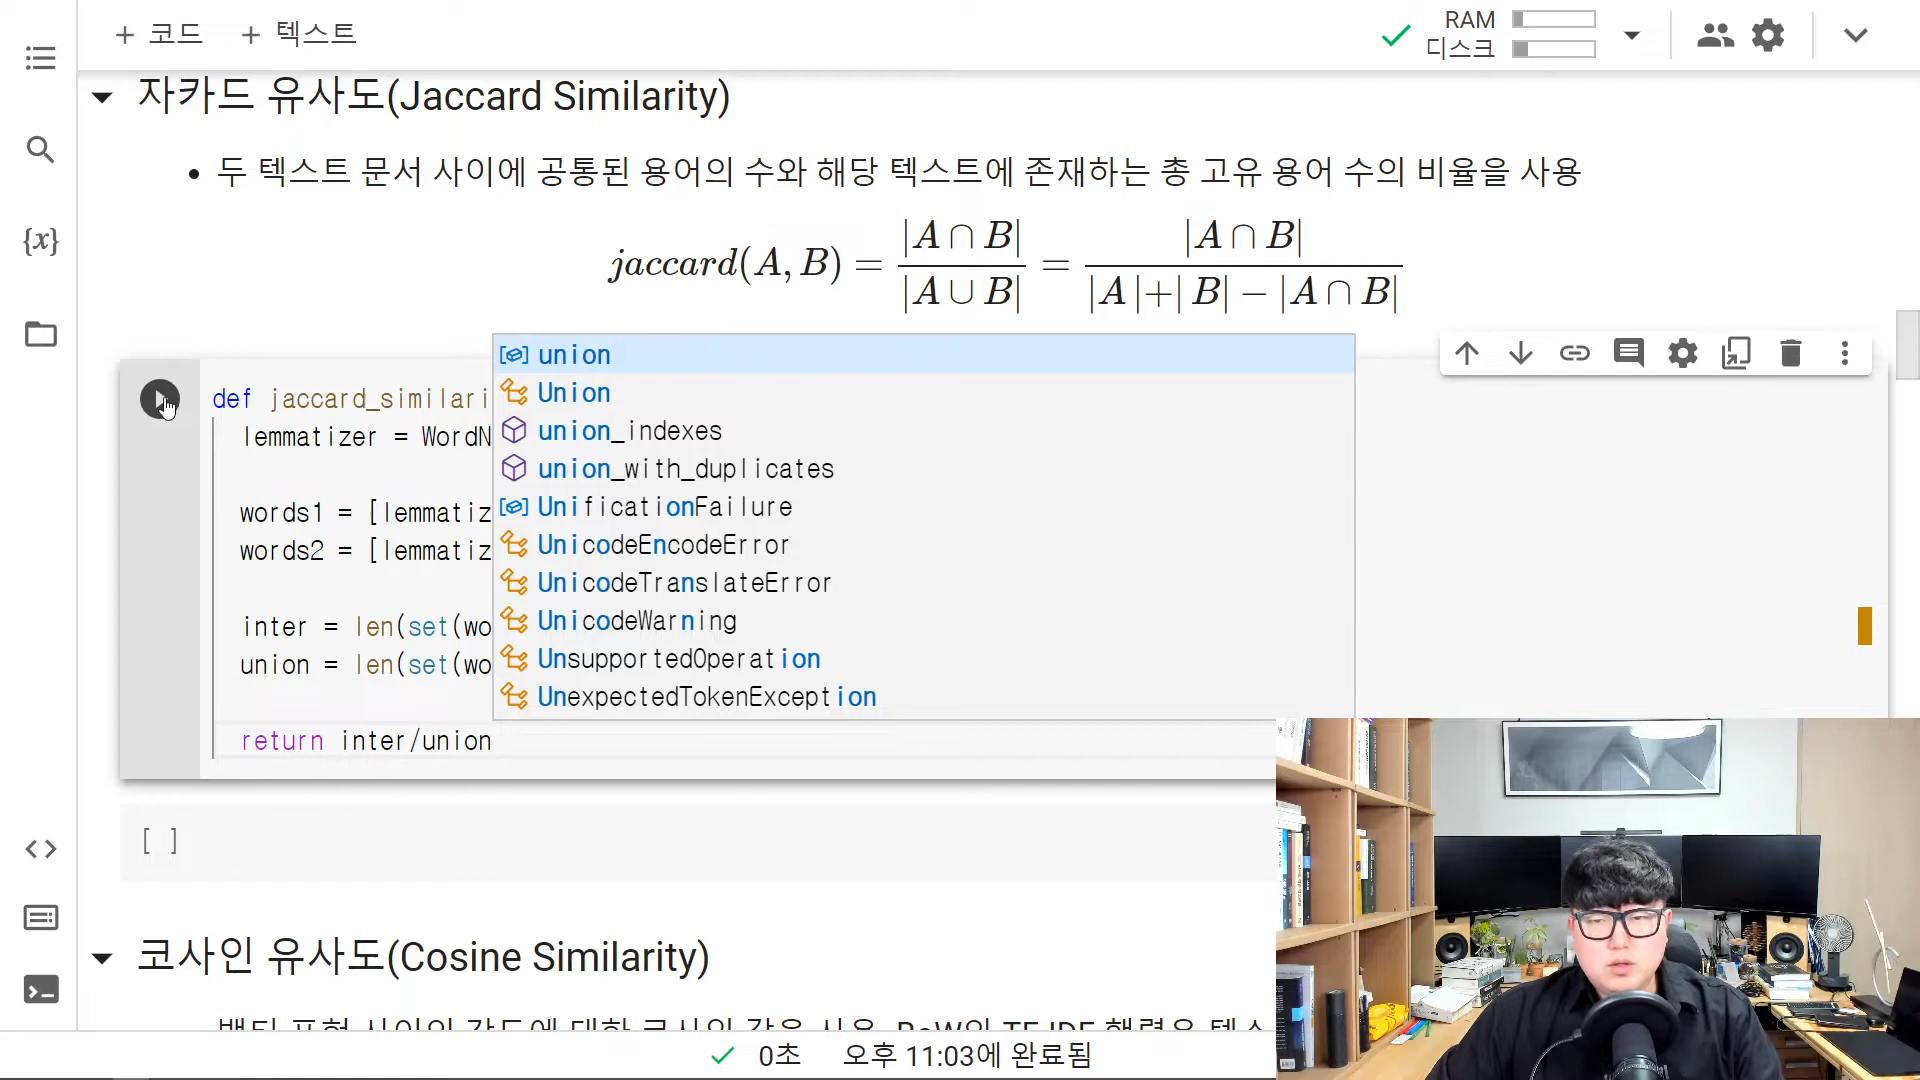 + 코드 + 텍스트
RAM
디스크
자카드 유사도(Jaccard Similarity)
• 두 텍스트 문서 사이에 공통된 용어의 수와 해당 텍스트에 존재하는 총 고유 용어 수의 비율을 사용
jaccard(A, B) = |A ∩ B| / |A ∪ B| = |A ∩ B| / |A|+|B| − |A ∩ B|
{x}
union
Union
union_indexes
union_with_duplicates
UnificationFailure
UnicodeEncodeError
UnicodeTranslateError
UnicodeWarning
UnsupportedOperation
UnexpectedTokenException
def jaccard_similari
lemmatizer = WordN
words1 = [lemmatiz
words2 = [lemmatiz
inter = len(set(wo
union = len(set(wo
return inter/union
[ ]
코사인 유사도(Cosine Similarity)
0초 오후 11:03에 완료됨